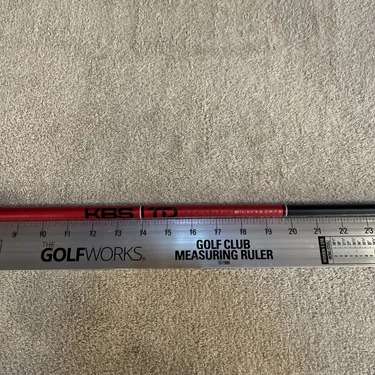 KBS TD
9 10 11 12 13 14 15 16 17 18 19 20 21 22 23
THE
GOLFWORKS®
GOLF CLUB
MEASURING RULER